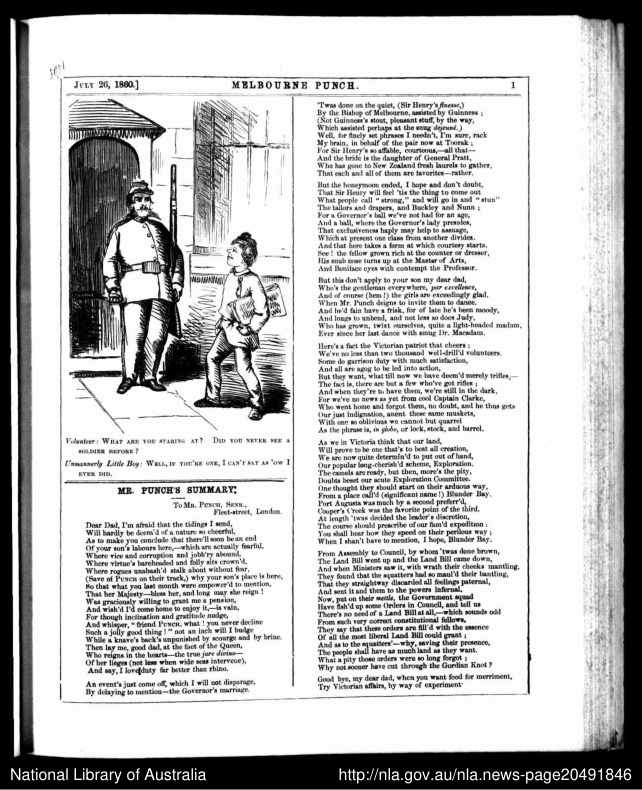 JULY 26, 1860.]
MELBOURNE PUNCH.
1
Volunteer: WHAT ARE YOU STARING AT? DID YOU NEVER SEE A
SOLDIER BEFORE?
Unmannerly Little Boy: WELL, IF YOU'RE ONE, I CAN'T SAY AS 'OW I
EVER DID.
MR. PUNCH'S SUMMARY.
To MR. PUNCH, SENR.,
Fleet-street, London.
Dear Dad, I'm afraid that the tidings I send,
Will hardly be deem'd of a nature so cheerful,
As to make you conclude that there'll soon be an end
Of your son's labours here,—which are actually fearful.
Where vice and corruption and jobb'ry abound,
Where virtue's bareheaded and folly sits crown'd,
Where rogues unabash'd stalk about without fear,
(Save of PUNCH on their track,) why your son's place is here,
So that what you last month were empower'd to mention,
That her Majesty—bless her, and long may she reign!
Was graciously willing to grant me a pension,
And wish'd I'd come home to enjoy it,—is vain,
For though inclination and gratitude nudge,
And whisper, "friend PUNCH, what! you never decline
Such a jolly good thing!" not an inch will I budge
While a knave's back's unpunished by scourge and by brine.
Then lay me, good dad, at the feet of the Queen,
Who reigns in the hearts—the true jure divino—
Of her lieges (not less when wide seas intervene),
And say, I love duty far better than rhino.
An event's just come off, which I will not disparage,
By delaying to mention—the Governor's marriage.
'Twas done on the quiet, (Sir Henry's finesse,)
By the Bishop of Melbourne, assisted by Guinness;
(Not Guinness's stout, pleasant stuff, by the way,
Which assisted perhaps at the snug dejeuné.)
Well, for finely set phrases I needn't, I'm sure, rack
My brain, in behalf of the pair now at Toorak;
For Sir Henry's so affable, courteous,—all that—
And the bride is the daughter of General Pratt,
Who has gone to New Zealand fresh laurels to gather,
That each and all of them are favorites—rather.
But the honeymoon ended, I hope and don't doubt,
That Sir Henry will feel 'tis the thing to come out
What people call "strong," and will go in and "stun"
The tailors and drapers, and Buckley and Nunn;
For a Governor's ball we've not had for an age,
And a ball, where the Governor's lady presides,
That exclusiveness haply may help to assuage,
Which at present one class from another divides.
And that here takes a form at which courtesy starts.
See! the fellow grown rich at the counter or dresser,
His snub nose turns up at the Master of Arts,
And Boniface eyes with contempt the Professor.
But this don't apply to your son my dear dad,
Who's the gentleman everywhere, par excellence,
And of course (hem!) the girls are exceedingly glad,
When Mr. Punch deigns to invite them to dance.
And he'd fain have a frisk, for of late he's been moody,
And longs to unbend, and not less so does Judy,
Who has grown, twixt ourselves, quite a light-headed madam,
Ever since her last dance with smug Dr. Macadam.
Here's a fact the Victorian patriot that cheers;
We've no less than two thousand well-drill'd volunteers.
Some do garrison duty with much satisfaction,
And all are agog to be led into action,
But they want, what till now we have deem'd merely trifles,—
The fact is, there are but a few who've got rifles;
And when they're to have them, we're still in the dark,
For we've no news as yet from cool Captain Clarke,
Who went home and forgot them, no doubt, and he thus gets
Our just indignation, anent these same muskets,
With one so oblivious we cannot but quarrel
As the phrase is, in globo, or lock, stock, and barrel.
As we in Victoria think that our land,
Will prove to be one that's to beat all creation,
We are now quite determin'd to put out of hand,
Our popular long-cherish'd scheme, Exploration.
The camels are ready, but then, more's the pity,
Doubts beset our acute Exploration Committee.
One thought they should start on their arduous way,
From a place call'd (significant name!) Blunder Bay.
Port Augusta was much by a second preferr'd,
Cooper's Creek was the favorite point of the third.
At length 'twas decided the leader's discretion,
The course should prescribe of our fam'd expedition:
You shall hear how they speed on their perilous way;
When I shan't have to mention, I hope, Blunder Bay.
From Assembly to Council, by whom 'twas done brown,
The Land Bill went up and the Land Bill came down,
And when Ministers saw it, with wrath their cheeks mantling,
They found that the squatters had so maul'd their bantling,
That they straightway discarded all feelings paternal,
And sent it and them to the powers infernal.
Now, put on their mettle, the Government squad
Have fish'd up some Orders in Council, and tell us
There's no need of a Land Bill at all,—which sounds odd
From such very correct constitutional fellows,
They say that these orders are fill'd with the essence
Of all the most liberal Land Bill could grant;
And as to the squatters'—why, saving their presence,
The people shall have as much land as they want.
What a pity those orders were so long forgot;
Why not sooner have cut through the Gordian Knot?
Good bye, my dear dad, when you want food for merriment,
Try Victorian affairs, by way of experiment
National Library of Australia
http://nla.gov.au/nla.news-page20491846